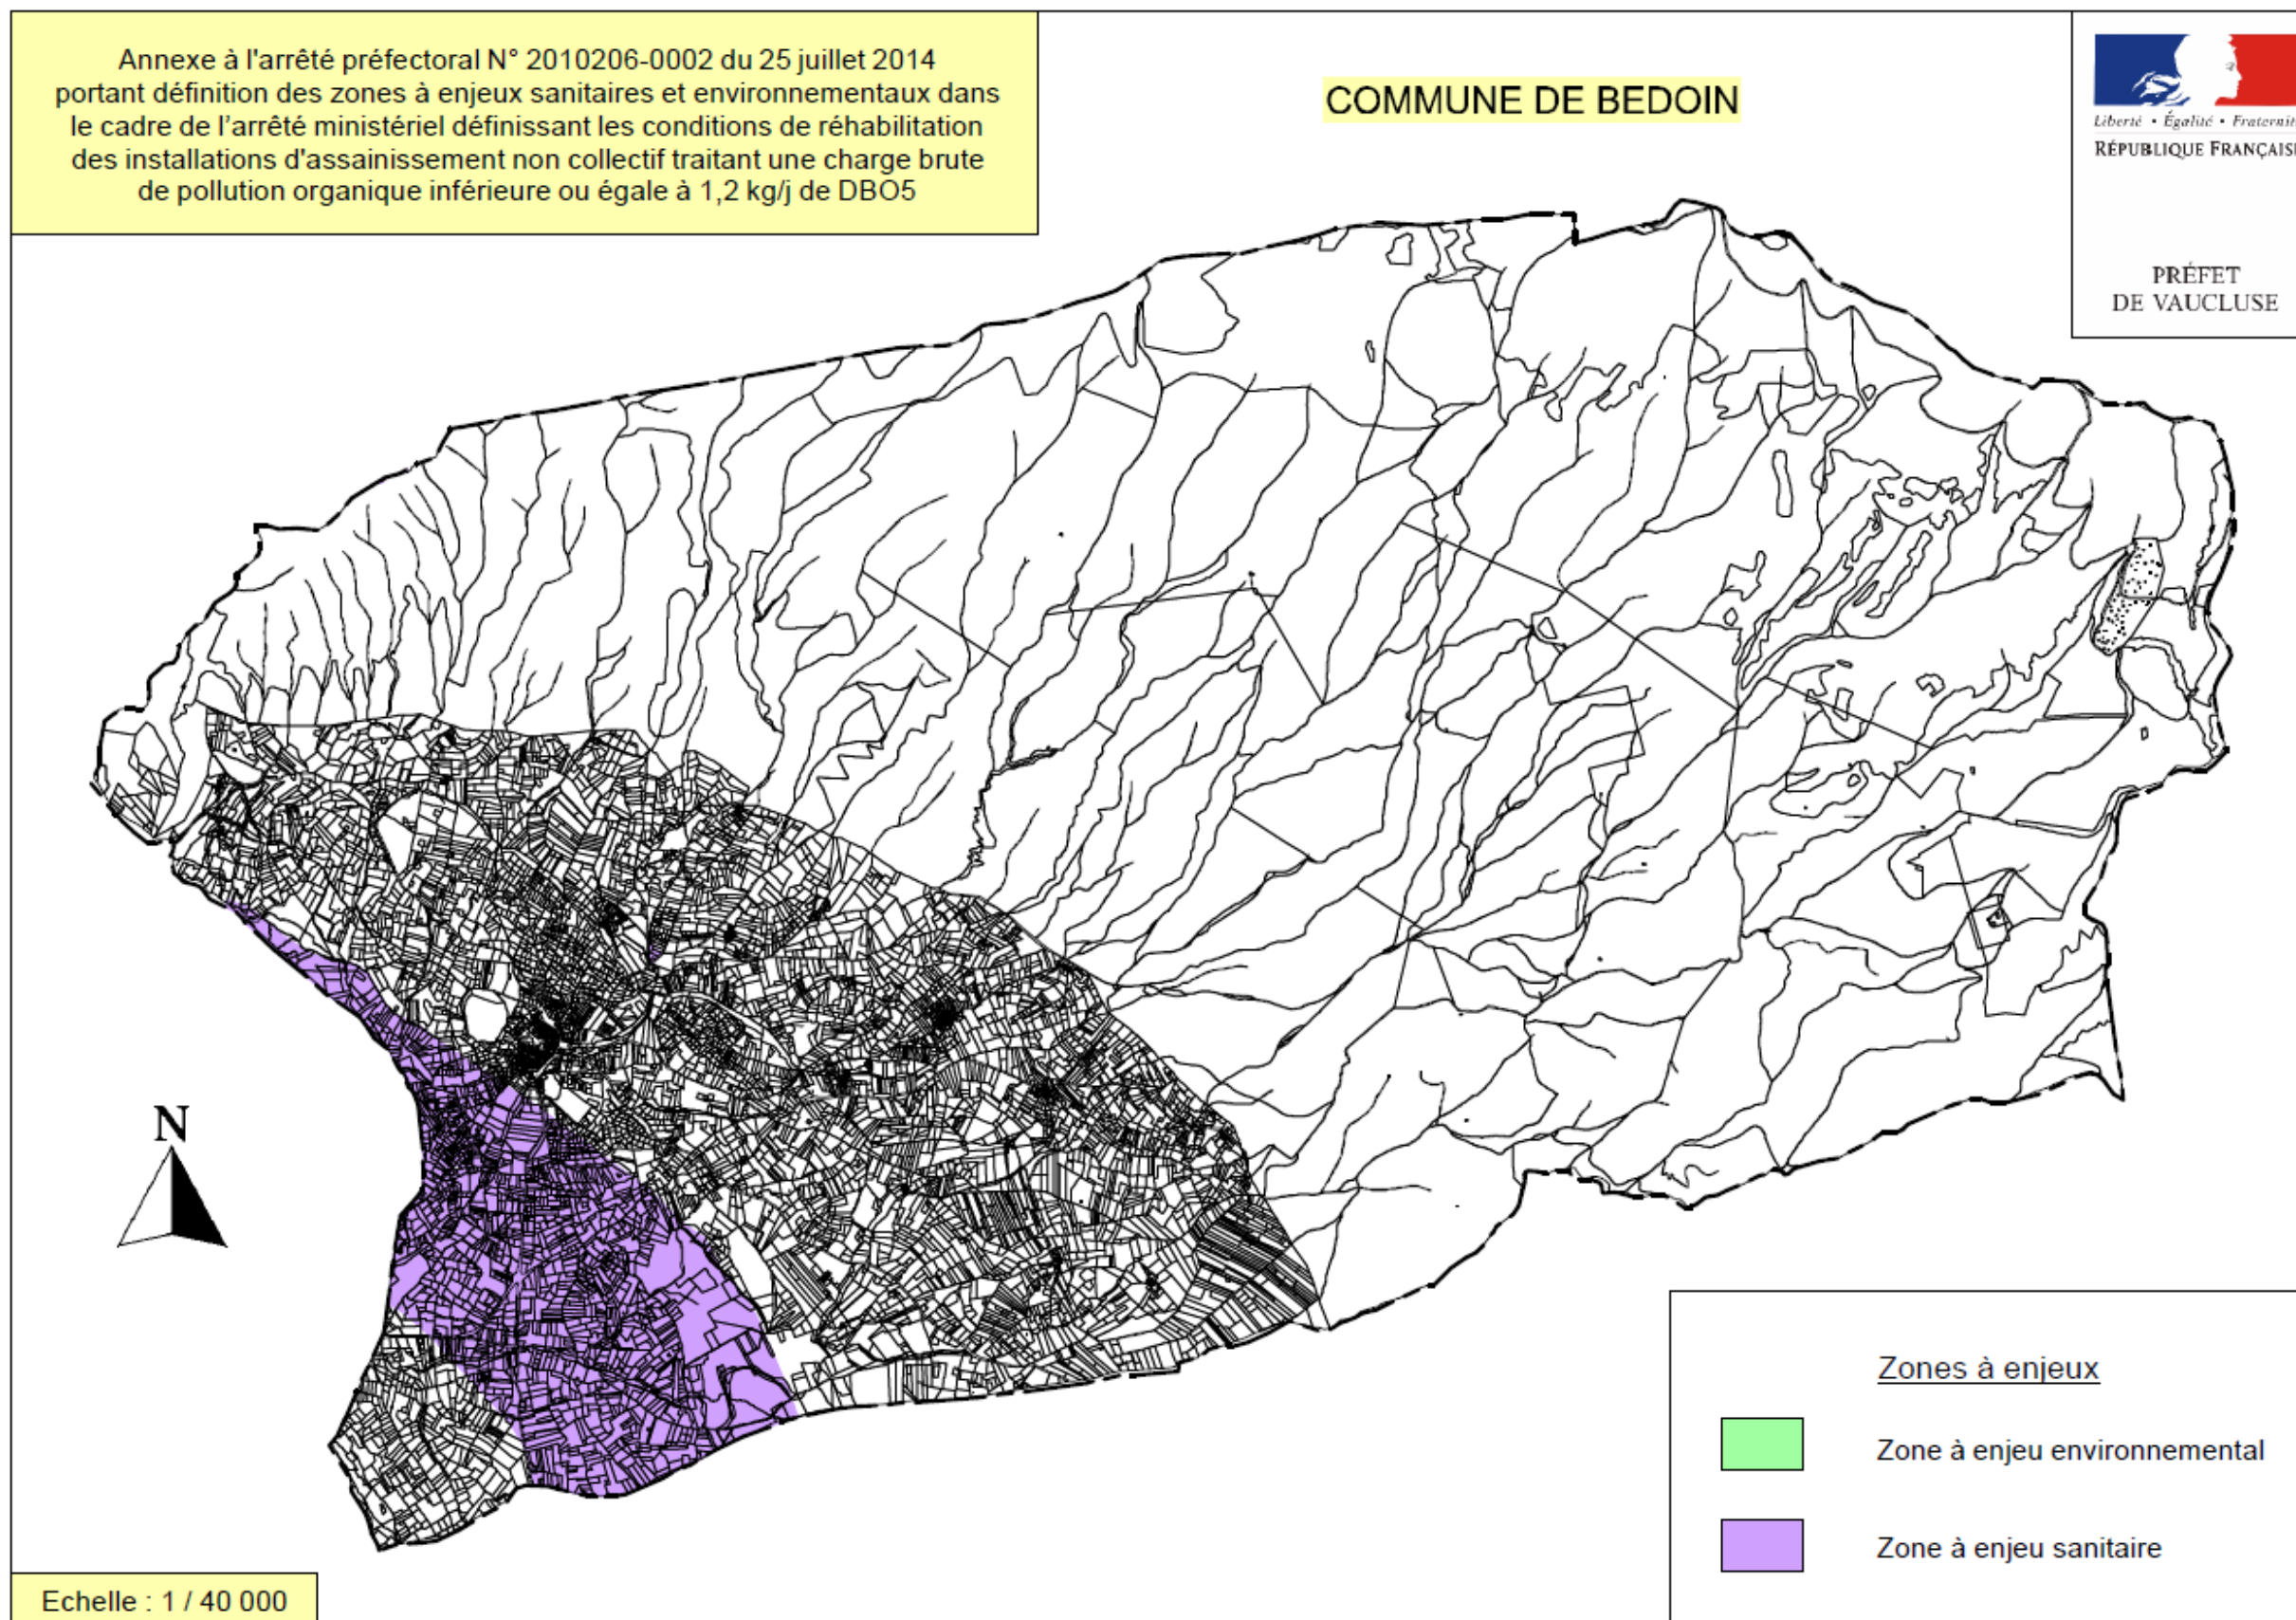 Annexe à l'arrêté préfectoral N° 2010206-0002 du 25 juillet 2014
portant définition des zones à enjeux sanitaires et environnementaux dans
le cadre de l'arrêté ministériel définissant les conditions de réhabilitation
des installations d'assainissement non collectif traitant une charge brute
de pollution organique inférieure ou égale à 1,2 kg/j de DBO5
COMMUNE DE BEDOIN
Liberté • Égalité • Fraternit
RÉPUBLIQUE FRANÇAIS
PRÉFET
DE VAUCLUSE
N
Zones à enjeux
Zone à enjeu environnemental
Zone à enjeu sanitaire
Echelle : 1 / 40 000